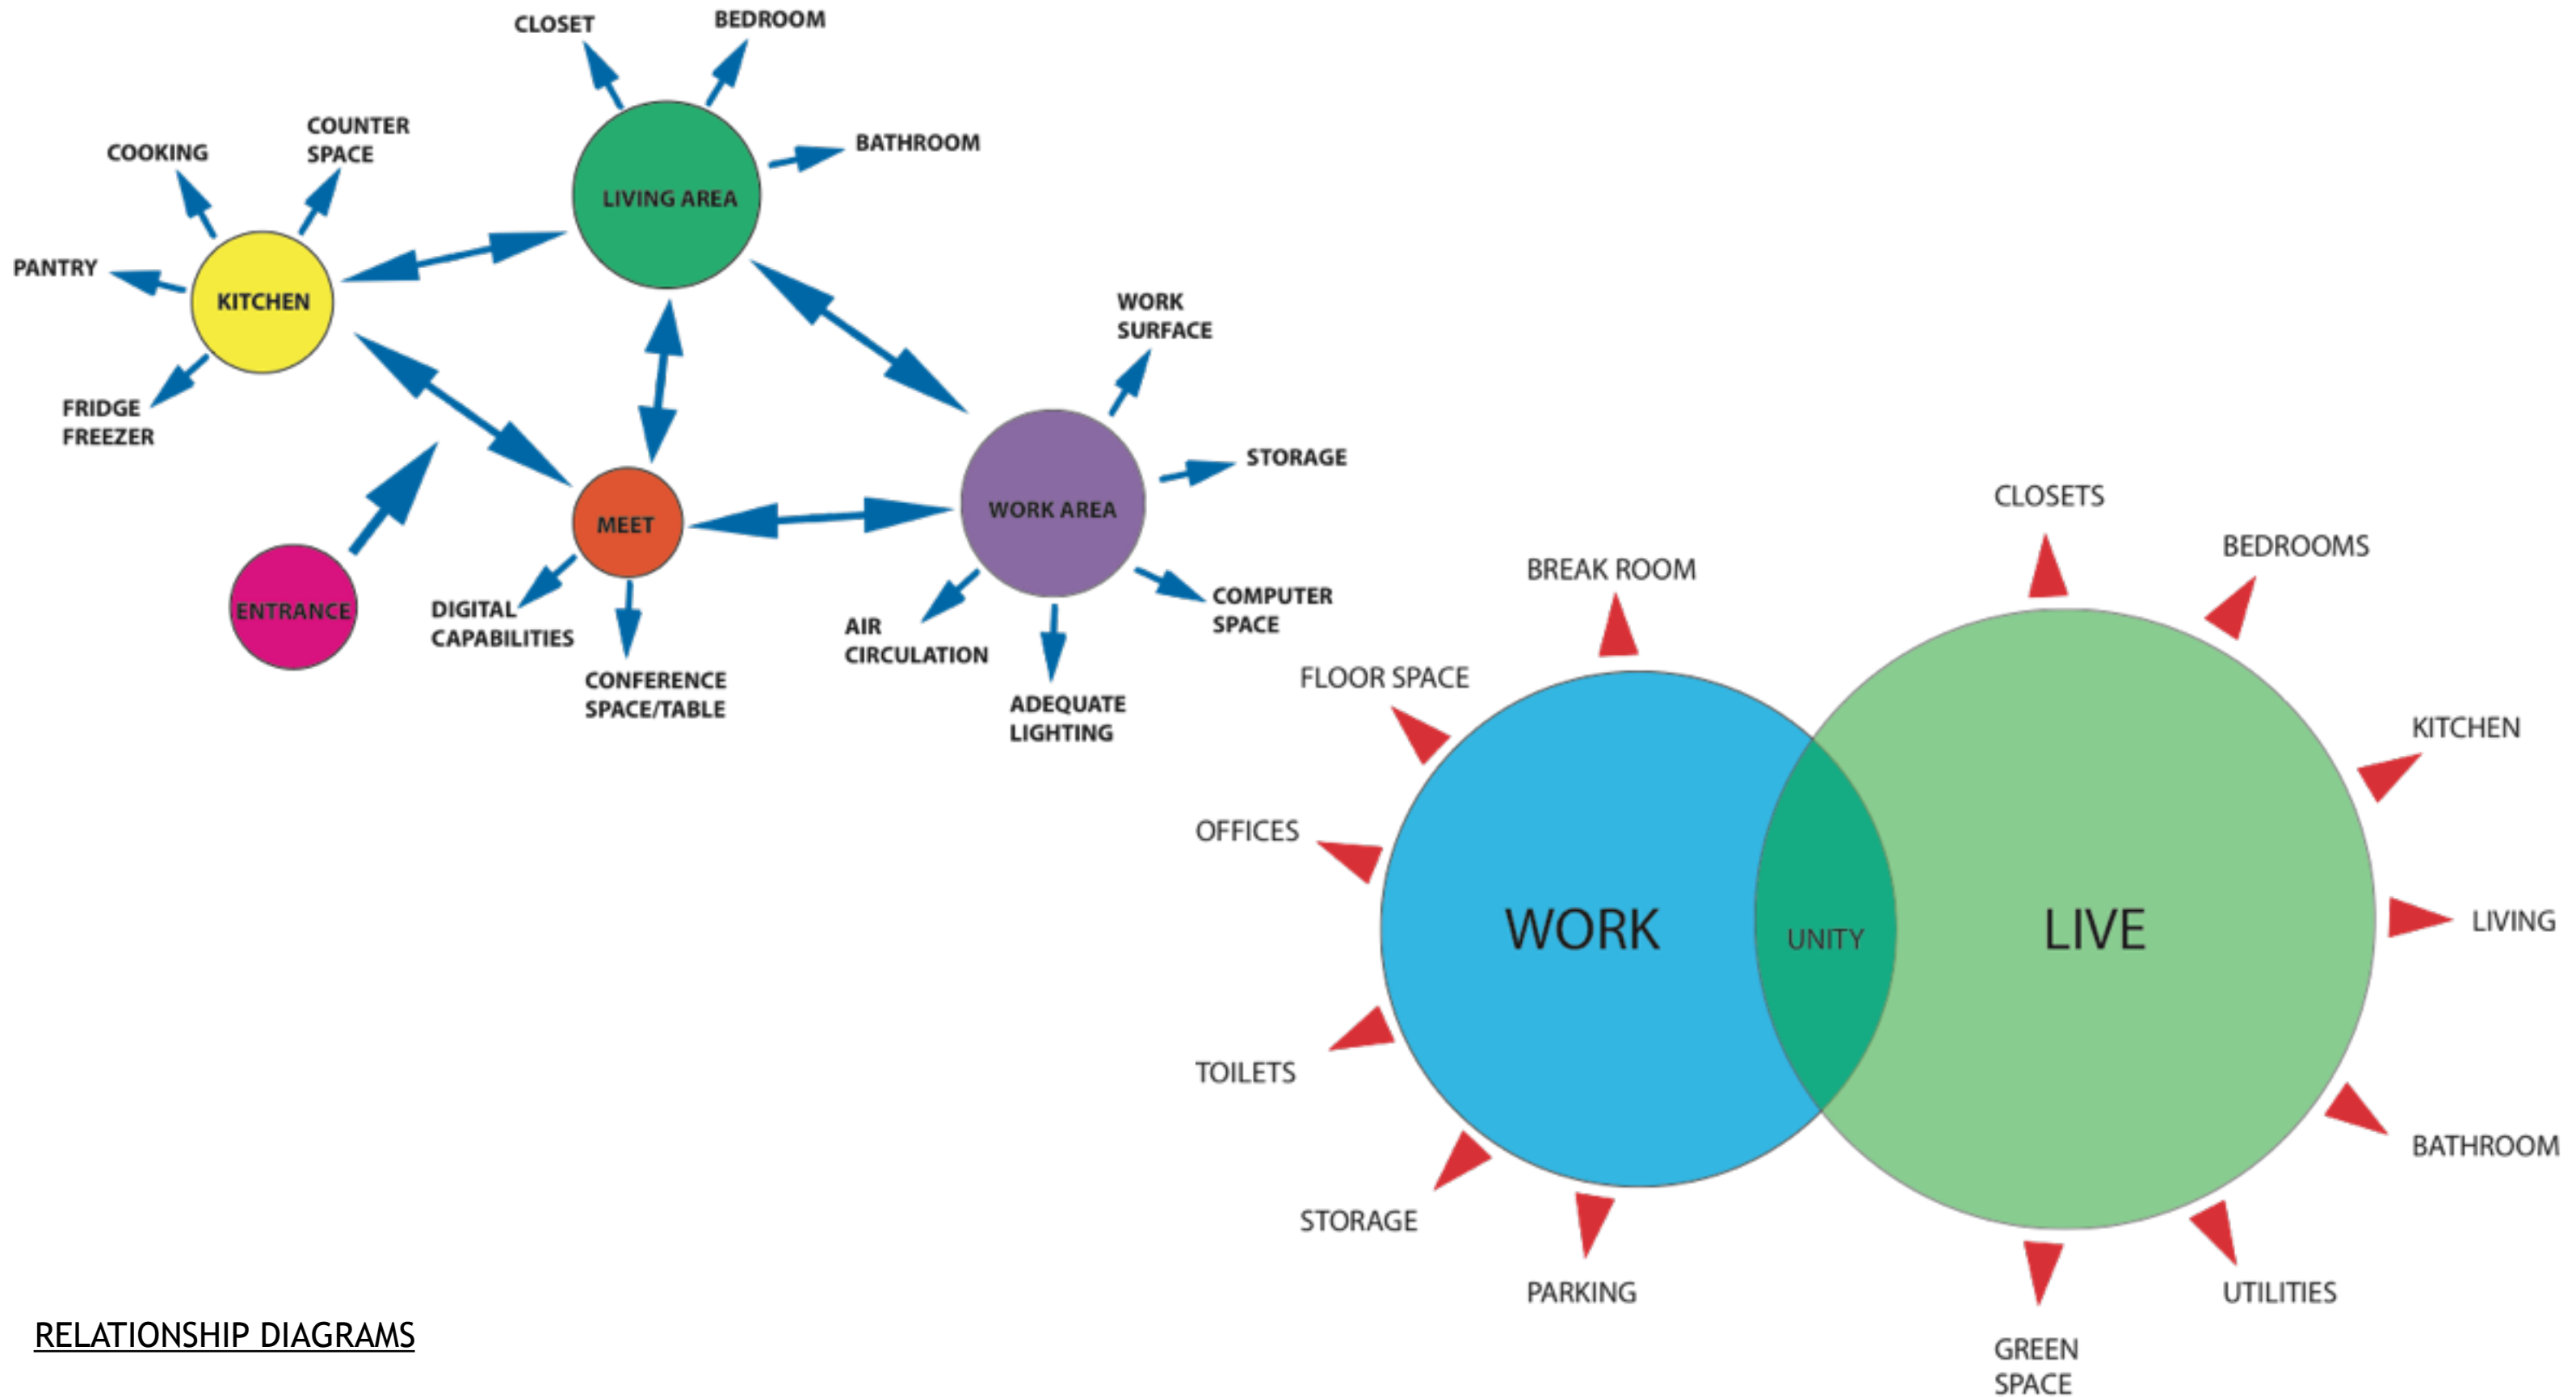 CLOSET
BEDROOM
COUNTER
SPACE
COOKING
BATHROOM
LIVING AREA
PANTRY
KITCHEN
WORK
SURFACE
FRIDGE
FREEZER
STORAGE
MEET
WORK AREA
ENTRANCE
DIGITAL
CAPABILITIES
CONFERENCE
SPACE/TABLE
AIR
CIRCULATION
COMPUTER
SPACE
ADEQUATE
LIGHTING
CLOSETS
BEDROOMS
BREAK ROOM
FLOOR SPACE
KITCHEN
OFFICES
WORK
UNITY
LIVE
LIVING
TOILETS
BATHROOM
STORAGE
PARKING
UTILITIES
GREEN
SPACE
RELATIONSHIP DIAGRAMS